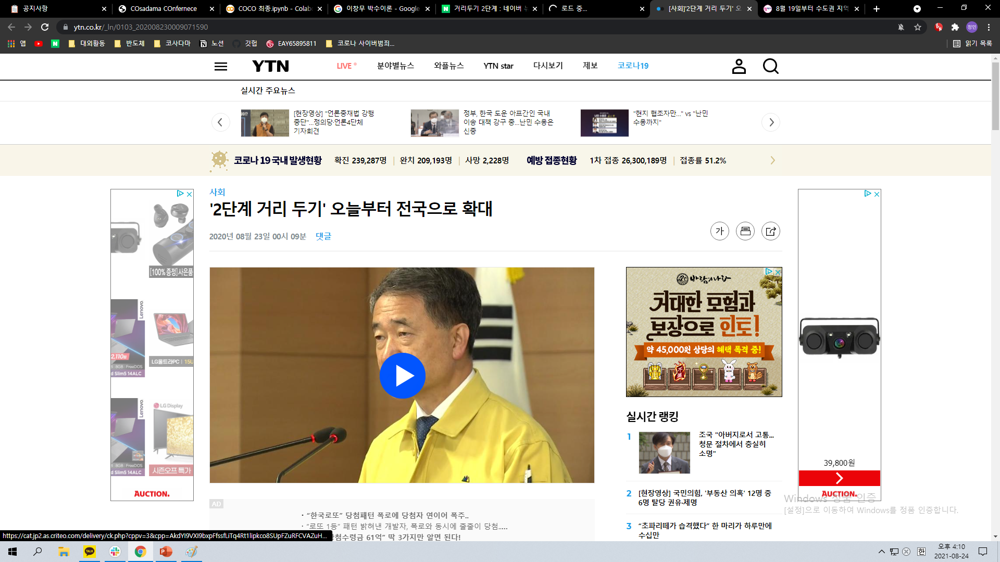 공지사항
COsadama COnfernece
COCO 최종.ipynb - Colab
이창무 박수이론 - Google
거리두기 2단계 : 네이버 뉴
로드 중...
[사회]'2단계 거리 두기' 오
8월 19일부터 수도권 지역
ytn.co.kr/_ln/0103_202008230009071590
정민
앱
대외활동
반도체
코사다마
노션
깃헙
EAY65895811
코로나 사이버범죄...
읽기 목록
YTN
LIVE
분야별뉴스
와플뉴스
YTN star
다시보기
제보
코로나19
실시간 주요뉴스
[현장영상] "언론중재법 강행
중단"...정의당·언론4단체
기자회견
정부, 한국 도운 아프간인 국내
이송 대책 강구 중...난민 수용은
신중
"현지 협조자만..." vs "난민
수용까지"
코로나 19 국내 발생현황 확진 239,287명 완치 209,193명 사망 2,228명 예방 접종현황 1차 접종 26,300,189명 접종률 51.2%
사회
'2단계 거리 두기' 오늘부터 전국으로 확대
2020년 08월 23일 00시 09분 댓글
가
[100% 증정]사은품
Lenovo
2,110원
8GB | FreeDOS
d Slim5 14ALC
LG울트라PC | 15U
Lenovo
LG Display
8GB | FreeDOS
d Slim5 14ALC
시즌오프 특가
AUCTION.
바람의나라
거대한 모험과
보상으로 인도!
약 45,000원 상당의 혜택 폭격 중!
실시간 랭킹
1
조국 "아버지로서 고통...
청문 절차에서 충실히
소명"
2
[현장영상] 국민의힘, '부동산 의혹' 12명 중
6명 탈당 권유·제명
3
“초파리떼가 습격했다” 한 마리가 하루만에
수십만
39,800원
AUCTION.
Windows 정품 인증
[설정]으로 이동하여 Windows를 정품 인증합니다.
AD
· “한국로또” 당첨패턴 폭로에 당첨자 연이어 폭주..
· “로또 1등” 패턴 밝혀낸 개발자, 폭로와 동시에 줄줄이 당첨.....
당첨수령금 61억” 딱 3가지만 알면 된다!
https://cat.jp2.as.criteo.com/delivery/ck.php?cppv=3&cpp=AkdYI9VXI9bxpFfssfLiTq4Rt1lipkco8SUpFZuRFCVAZuH...
TALK
한
오후 4:10
2021-08-24